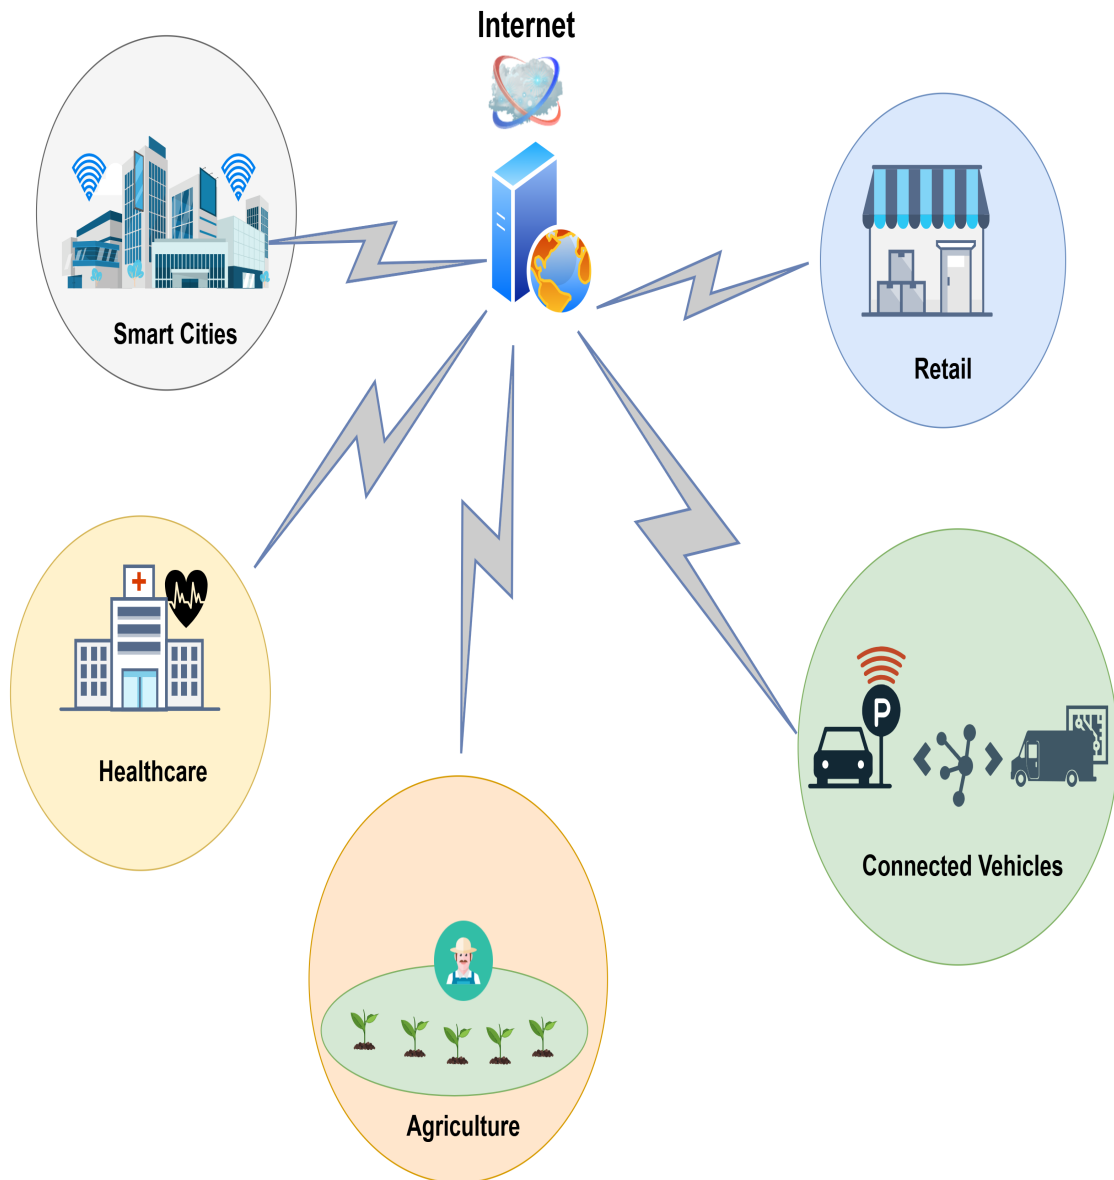 Internet
Smart Cities
Retail
Healthcare
P
Connected Vehicles
Agriculture